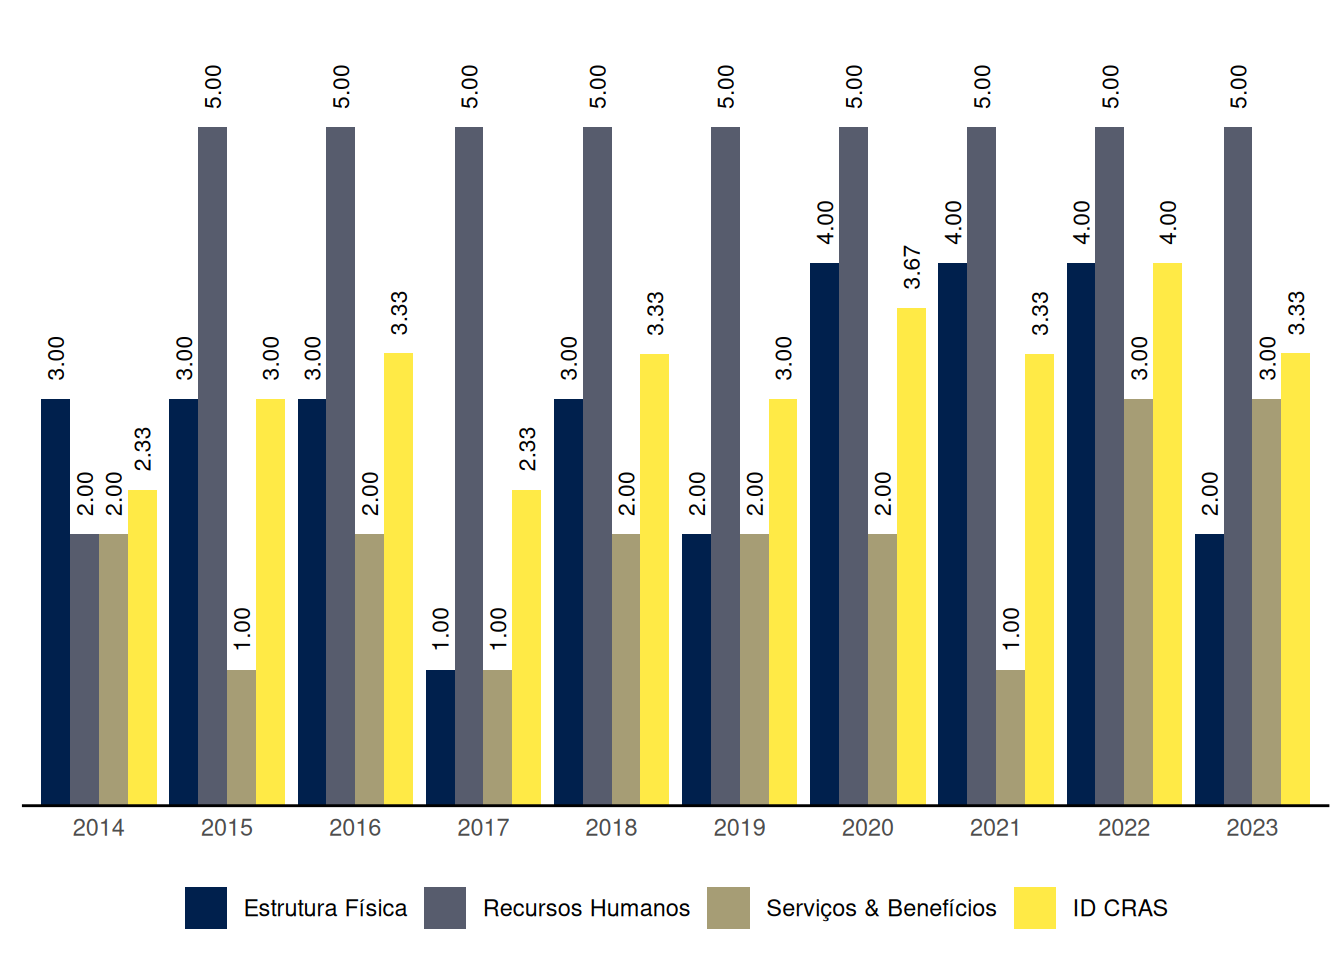 5.00 5.00 5.00 5.00 5.00 5.00 5.00 5.00 5.00
4.00 4.00 4.00 4.00
3.67
3.33 3.33 3.33 3.33
3.00 3.00 3.00 3.00 3.00 3.00 3.00 3.00
2.33 2.33
2.00 2.00 2.00 2.00 2.00 2.00 2.00 2.00
1.00 1.00 1.00 1.00
2014 2015 2016 2017 2018 2019 2020 2021 2022 2023
Estrutura Física Recursos Humanos Serviços & Benefícios ID CRAS